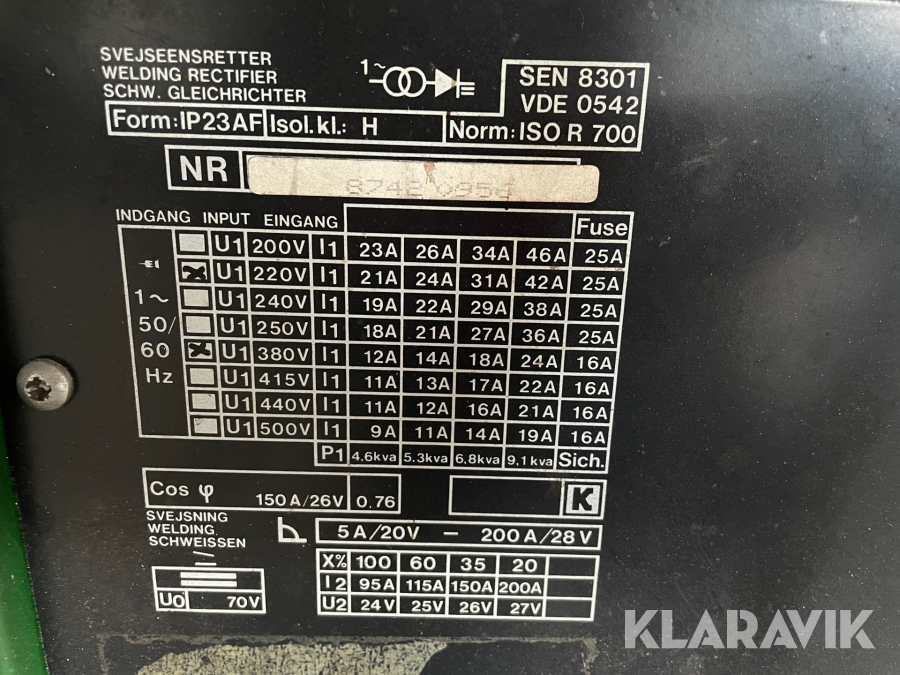 SVEJSEENSRETTER
WELDING RECTIFIER
SCHW. GLEICHRICHTER
1~
SEN 8301
VDE 0542
Form: IP23AF Isol.kl.: H Norm: ISO R 700
NR 8742 0956
INDGANG INPUT EINGANG Fuse
U1 200V I1 23A 26A 34A 46A 25A
U1 220V I1 21A 24A 31A 42A 25A
1~ U1 240V I1 19A 22A 29A 38A 25A
50/ U1 250V I1 18A 21A 27A 36A 25A
60 U1 380V I1 12A 14A 18A 24A 16A
Hz U1 415V I1 11A 13A 17A 22A 16A
U1 440V I1 11A 12A 16A 21A 16A
U1 500V I1 9A 11A 14A 19A 16A
P1 4.6kva 5.3kva 6,8kva 9,1kva Sich.
Cos φ 150A/26V 0.76 K
SVEJSNING
WELDING
SCHWEISSEN
5A/20V – 200A/28V
X% 100 60 35 20
I2 95A 115A 150A 200A
U2 24V 25V 26V 27V
U0 70V
KLARAVIK